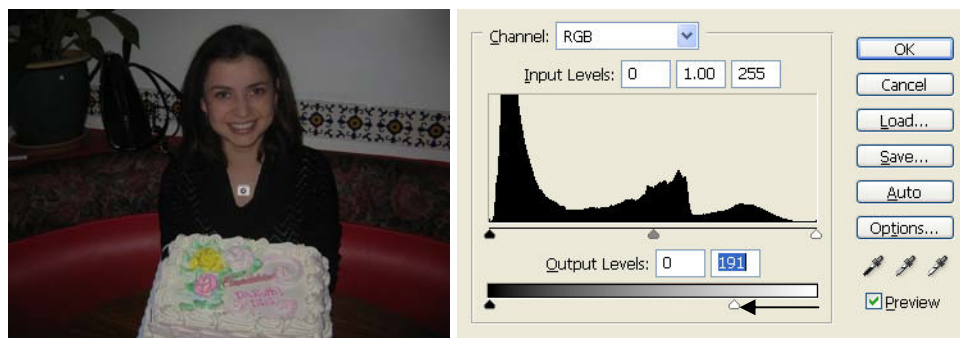 Channel: RGB
Input Levels: 0 1.00 255
Output Levels: 0 191
OK
Cancel
Load...
Save...
Auto
Options...
Preview